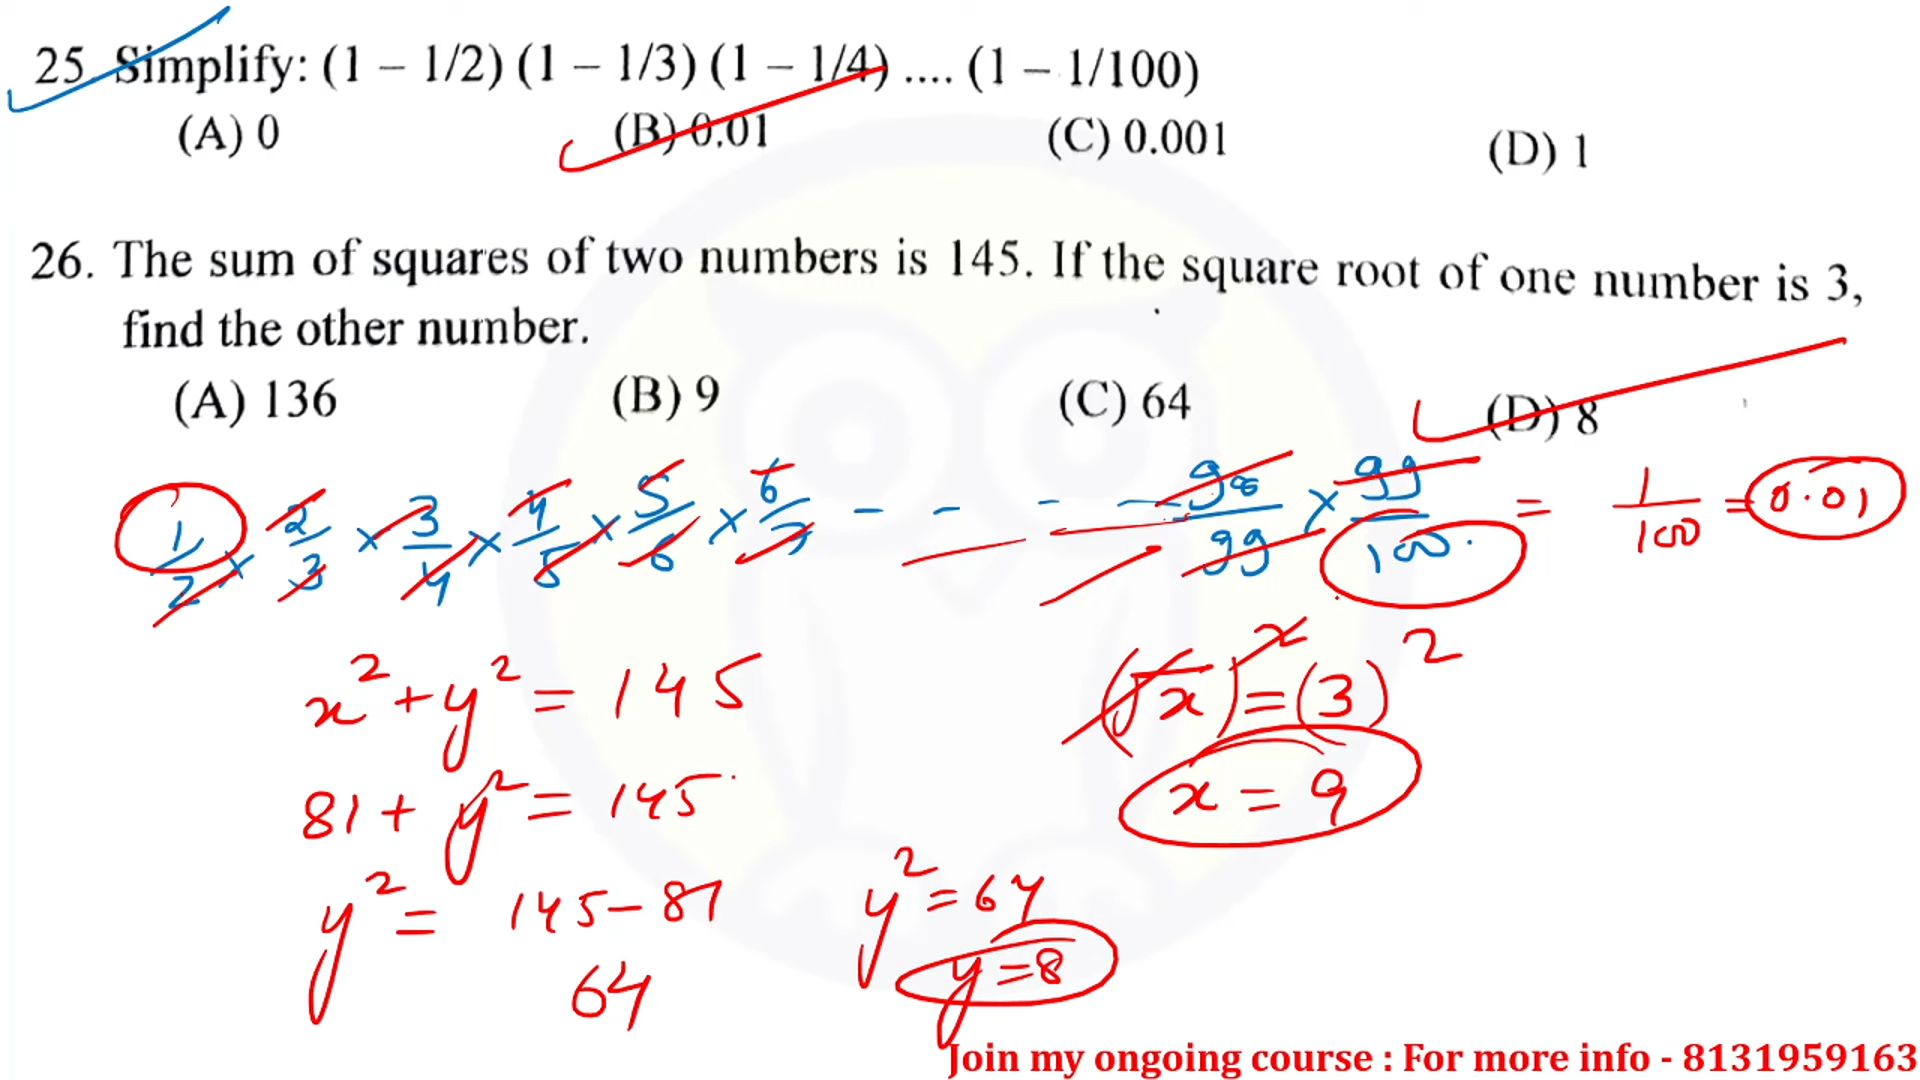 25. Simplify: (1 – 1/2) (1 – 1/3) (1 – 1/4) .... (1 – 1/100)
(A) 0 (B) 0.01 (C) 0.001 (D) 1
26. The sum of squares of two numbers is 145. If the square root of one number is 3,
find the other number.
(A) 136 (B) 9 (C) 64 (D) 8
1/2 × 2/3 × 3/4 × 4/5 × 5/6 × 6/7 - - - - 98/99 × 99/100 = 1/100 = 0.01
x² + y² = 145 (√x)² = (3)²
81 + y² = 145 x = 9
y² = 145 – 81 y² = 64
64 y = 8
Join my ongoing course : For more info - 8131959163